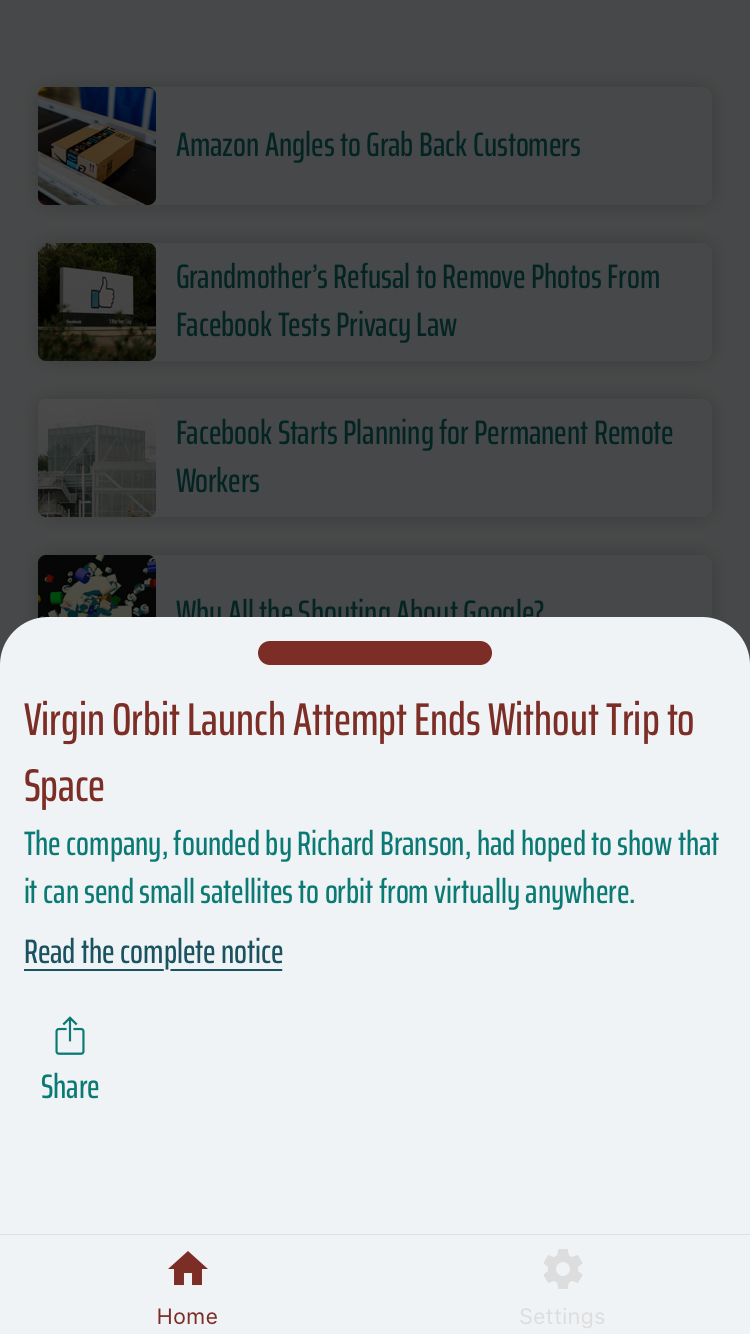 Amazon Angles to Grab Back Customers
Grandmother’s Refusal to Remove Photos From
Facebook Tests Privacy Law
Facebook Starts Planning for Permanent Remote
Workers
Why All the Shouting About Google?
Virgin Orbit Launch Attempt Ends Without Trip to
Space
The company, founded by Richard Branson, had hoped to show that
it can send small satellites to orbit from virtually anywhere.
Read the complete notice
Share
Home
Settings